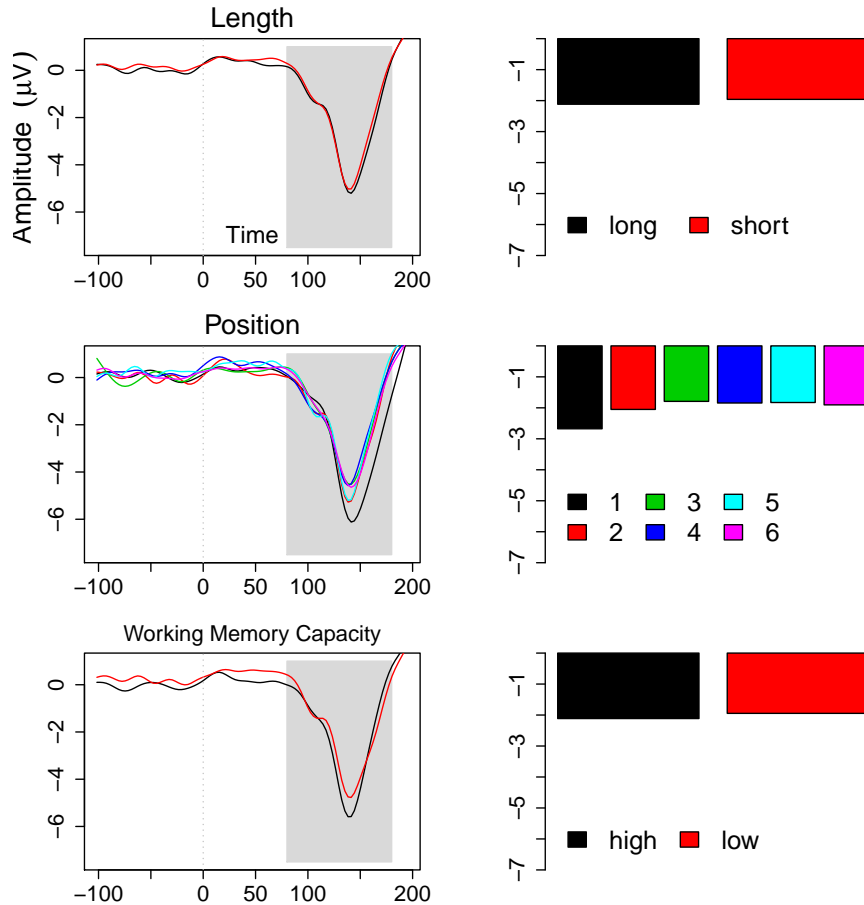 Length
Amplitude (μV)
0
−2
−4
−6
Time
−100 0 50 100 200
−1
−3
−5
−7
long short
Position
0
−2
−4
−6
−100 0 50 100 200
−1
−3
−5
−7
1 3 5
2 4 6
Working Memory Capacity
0
−2
−4
−6
−100 0 50 100 200
−1
−3
−5
−7
high low